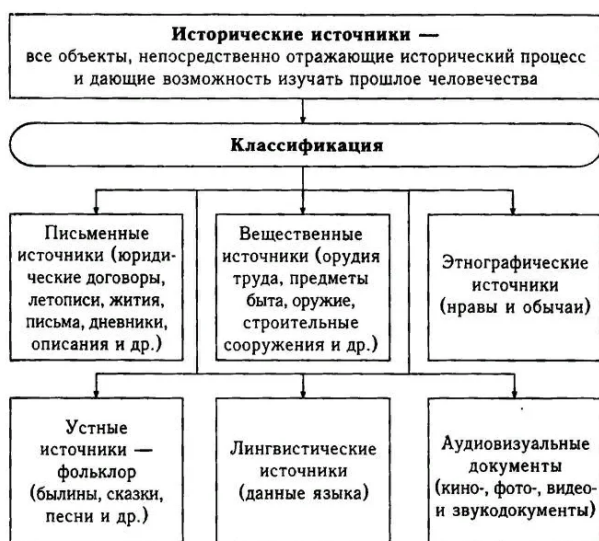 Исторические источники —
все объекты, непосредственно отражающие исторический процесс
и дающие возможность изучать прошлое человечества
Классификация
Письменные
источники (юриди-
ческие договоры,
летописи, жития,
письма, дневники,
описания и др.)
Вещественные
источники (орудия
труда, предметы
быта, оружие,
строительные
сооружения и др.)
Этнографические
источники
(нравы и обычаи)
Устные
источники —
фольклор
(былины, сказки,
песни и др.)
Лингвистические
источники
(данные языка)
Аудиовизуальные
документы
(кино-, фото-, видео-
и звукодокументы)